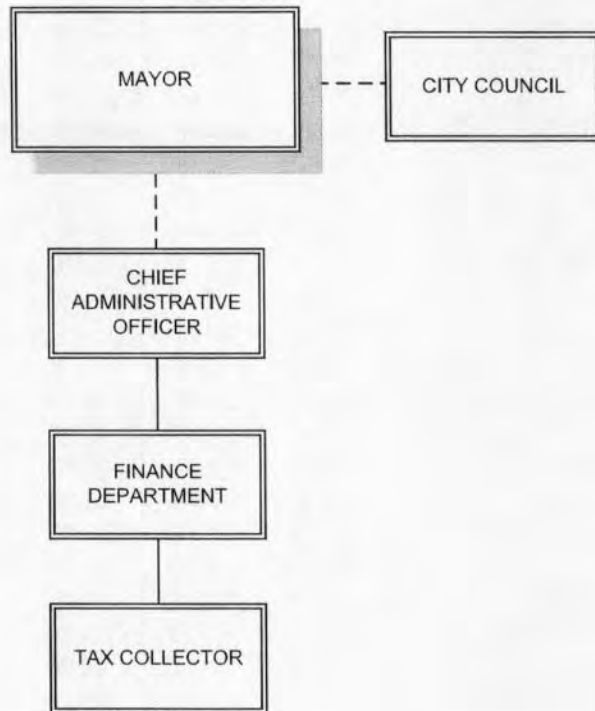 MAYOR
CITY COUNCIL
CHIEF
ADMINISTRATIVE
OFFICER
FINANCE
DEPARTMENT
TAX COLLECTOR